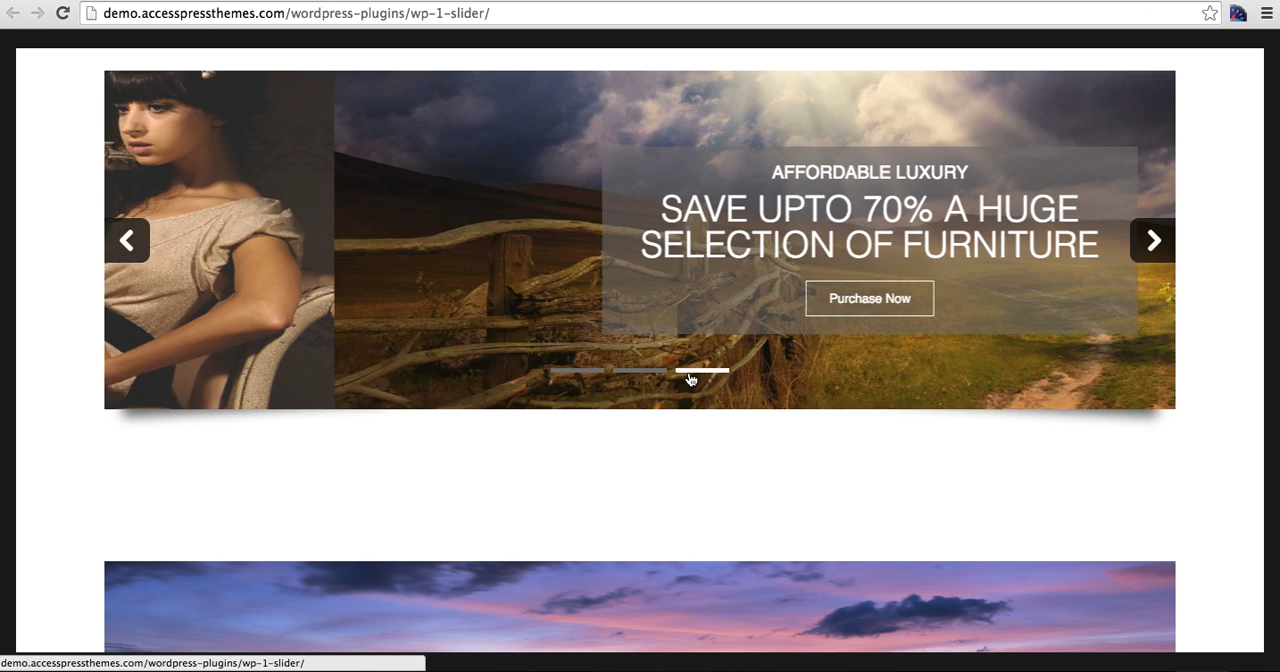 demo.accesspressthemes.com/wordpress-plugins/wp-1-slider/
AFFORDABLE LUXURY
SAVE UPTO 70% A HUGE
SELECTION OF FURNITURE
Purchase Now
demo.accesspressthemes.com/wordpress-plugins/wp-1-slider/